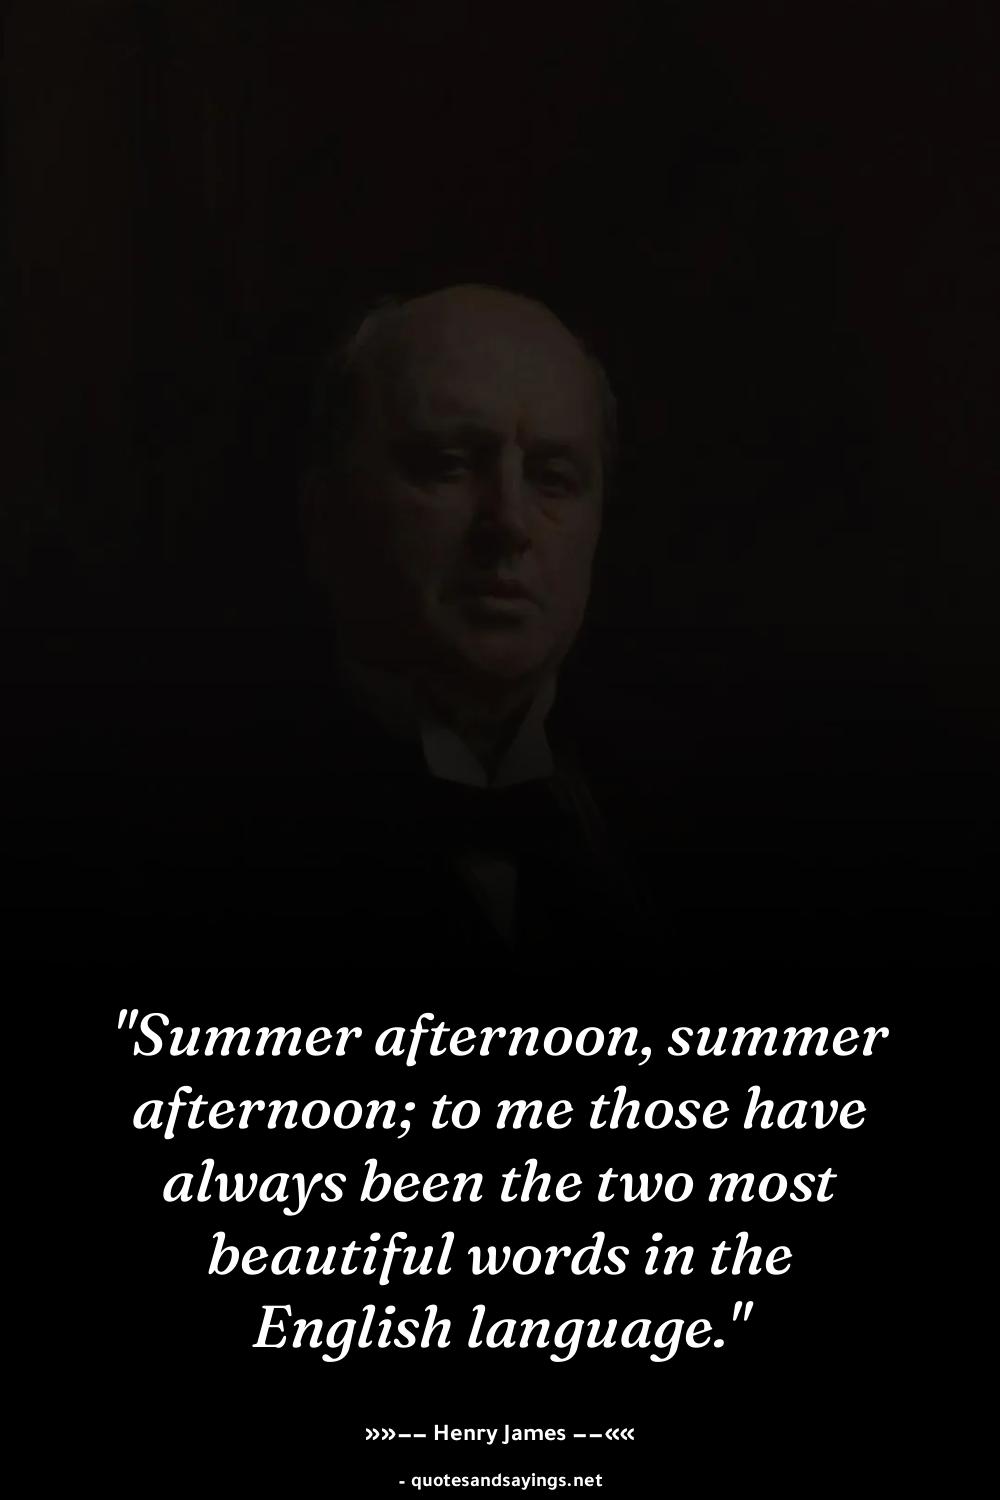 "Summer afternoon, summer
afternoon; to me those have
always been the two most
beautiful words in the
English language."
»»−− Henry James −−««
- quotesandsayings.net